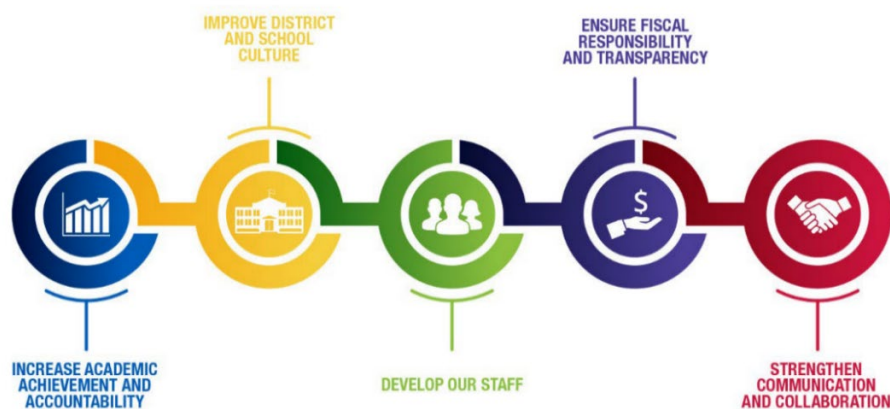 IMPROVE DISTRICT
AND SCHOOL
CULTURE
ENSURE FISCAL
RESPONSIBILITY
AND TRANSPARENCY
$
INCREASE ACADEMIC
ACHIEVEMENT AND
ACCOUNTABILITY
DEVELOP OUR STAFF
STRENGTHEN
COMMUNICATION
AND COLLABORATION